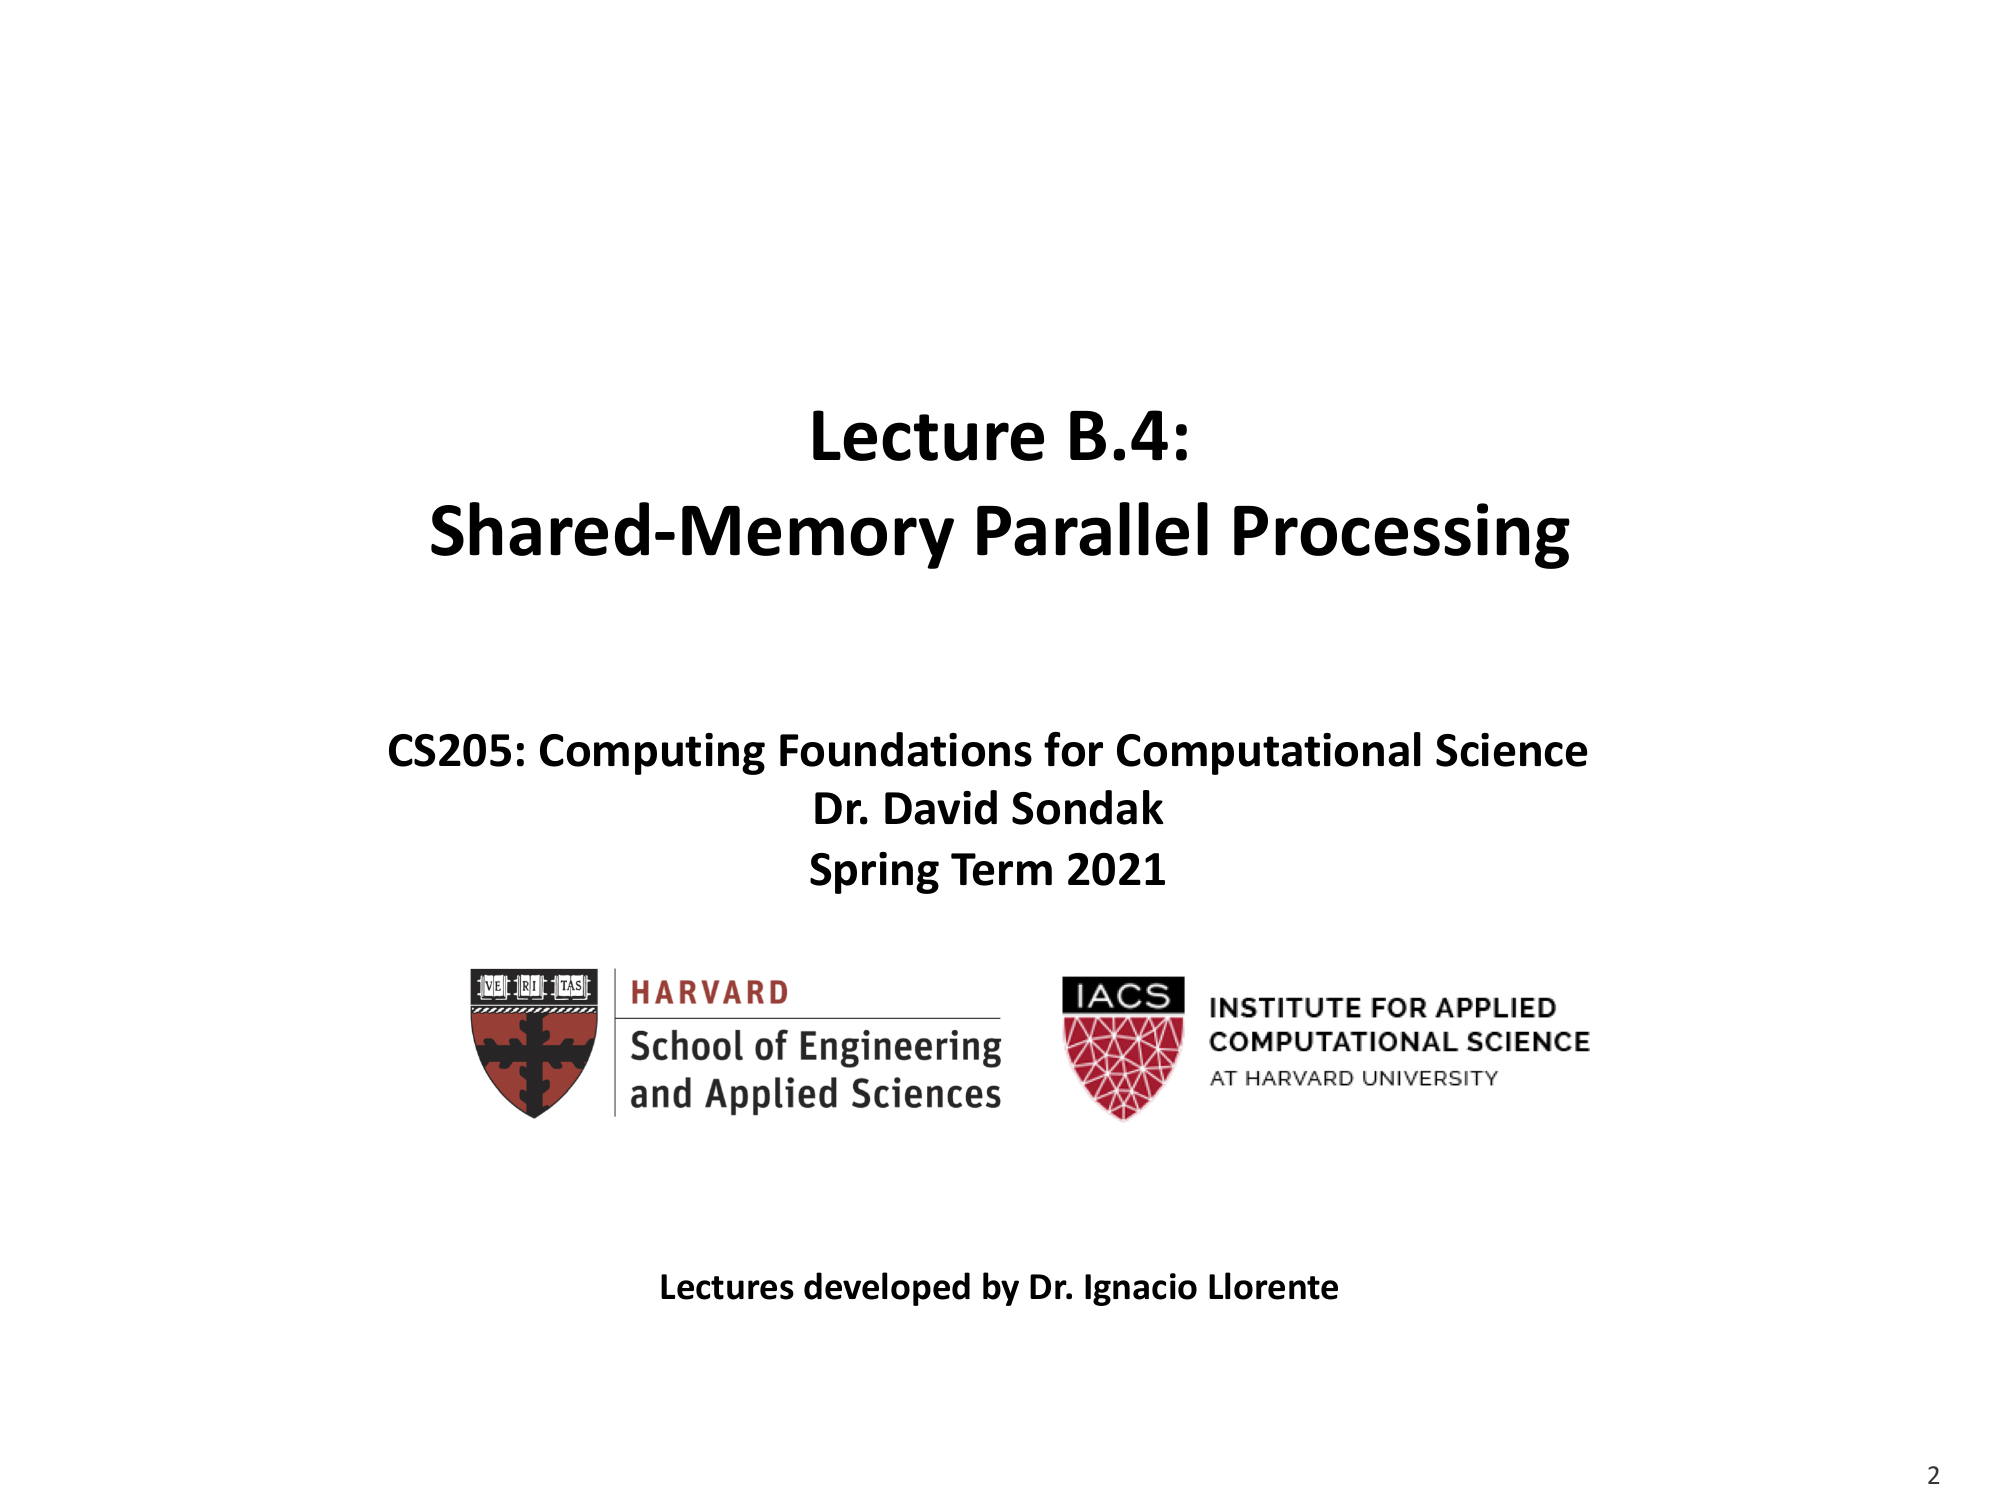 Lecture B.4:
Shared-Memory Parallel Processing
CS205: Computing Foundations for Computational Science
Dr. David Sondak
Spring Term 2021
VE RI TAS
HARVARD
School of Engineering
and Applied Sciences
IACS
INSTITUTE FOR APPLIED
COMPUTATIONAL SCIENCE
AT HARVARD UNIVERSITY
Lectures developed by Dr. Ignacio Llorente
2